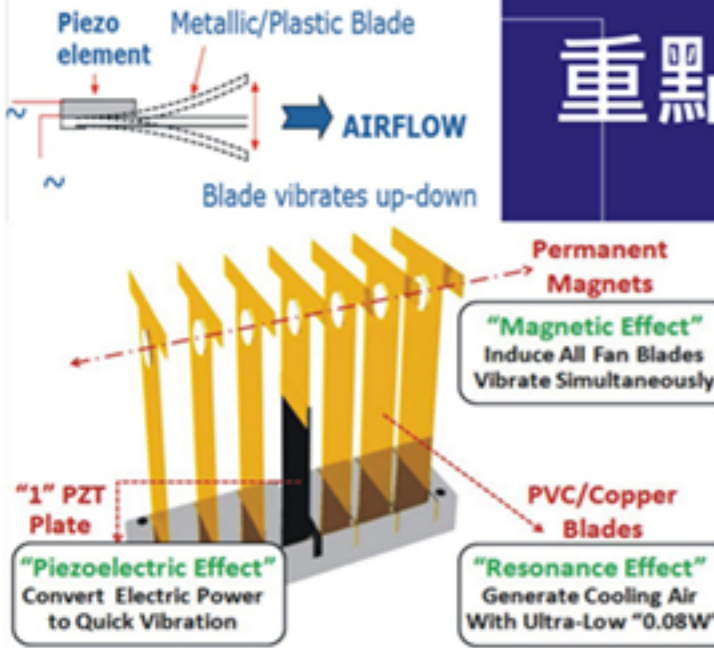 Piezo
element
Metallic/Plastic Blade
~
~
AIRFLOW
Blade vibrates up-down
重點
Permanent
Magnets
"Magnetic Effect"
Induce All Fan Blades
Vibrate Simultaneously
"1" PZT
Plate
PVC/Copper
Blades
"Piezoelectric Effect"
Convert Electric Power
to Quick Vibration
"Resonance Effect"
Generate Cooling Air
With Ultra-Low "0.08W"